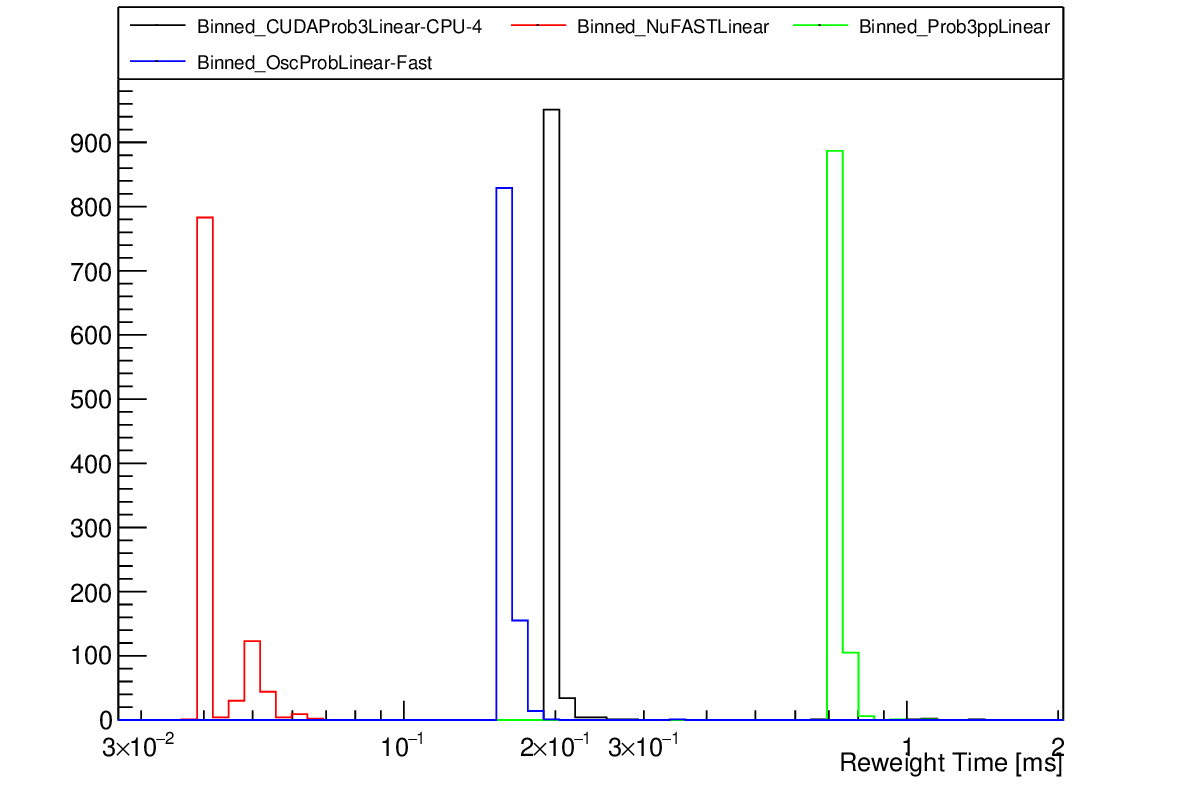 Binned_CUDAProb3Linear-CPU-4 Binned_NuFASTLinear Binned_Prob3ppLinear
Binned_OscProbLinear-Fast
900
800
700
600
500
400
300
200
100
0
3×10⁻² 10⁻¹ 2×10⁻¹ 3×10⁻¹ 1 2
Reweight Time [ms]